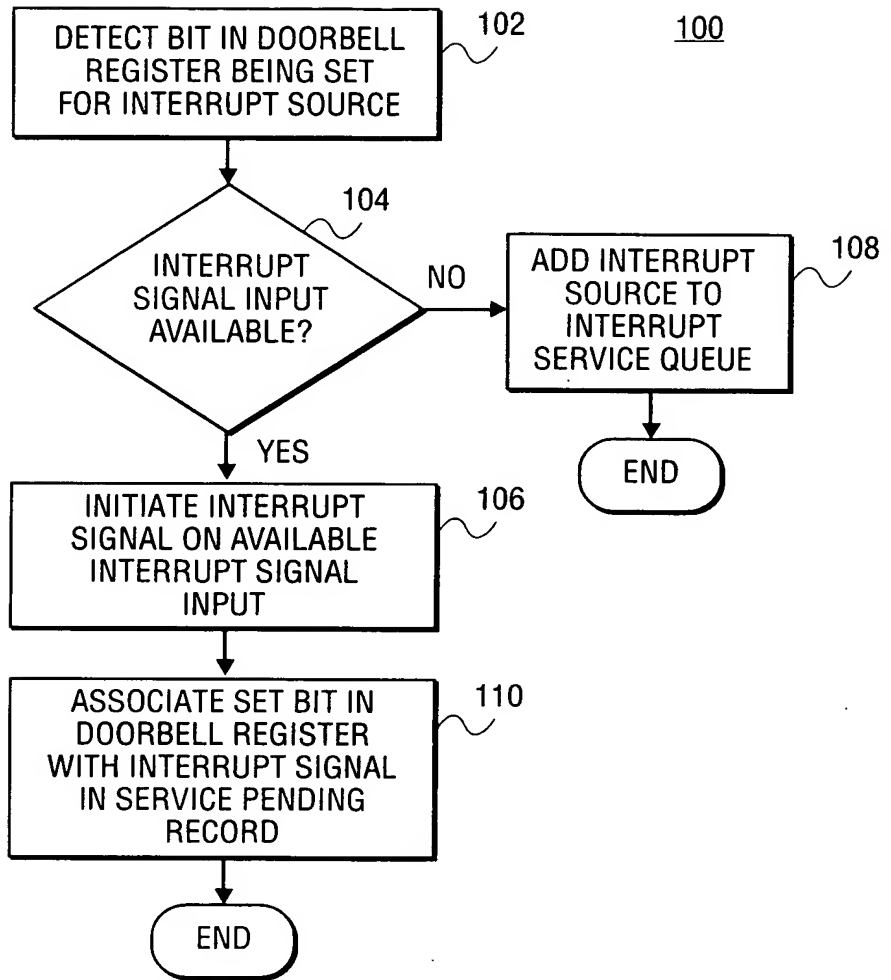 100
DETECT BIT IN DOORBELL
REGISTER BEING SET
FOR INTERRUPT SOURCE
102
INTERRUPT
SIGNAL INPUT
AVAILABLE?
104
NO
ADD INTERRUPT
SOURCE TO
INTERRUPT
SERVICE QUEUE
108
END
YES
INITIATE INTERRUPT
SIGNAL ON AVAILABLE
INTERRUPT SIGNAL
INPUT
106
ASSOCIATE SET BIT IN
DOORBELL REGISTER
WITH INTERRUPT SIGNAL
IN SERVICE PENDING
RECORD
110
END